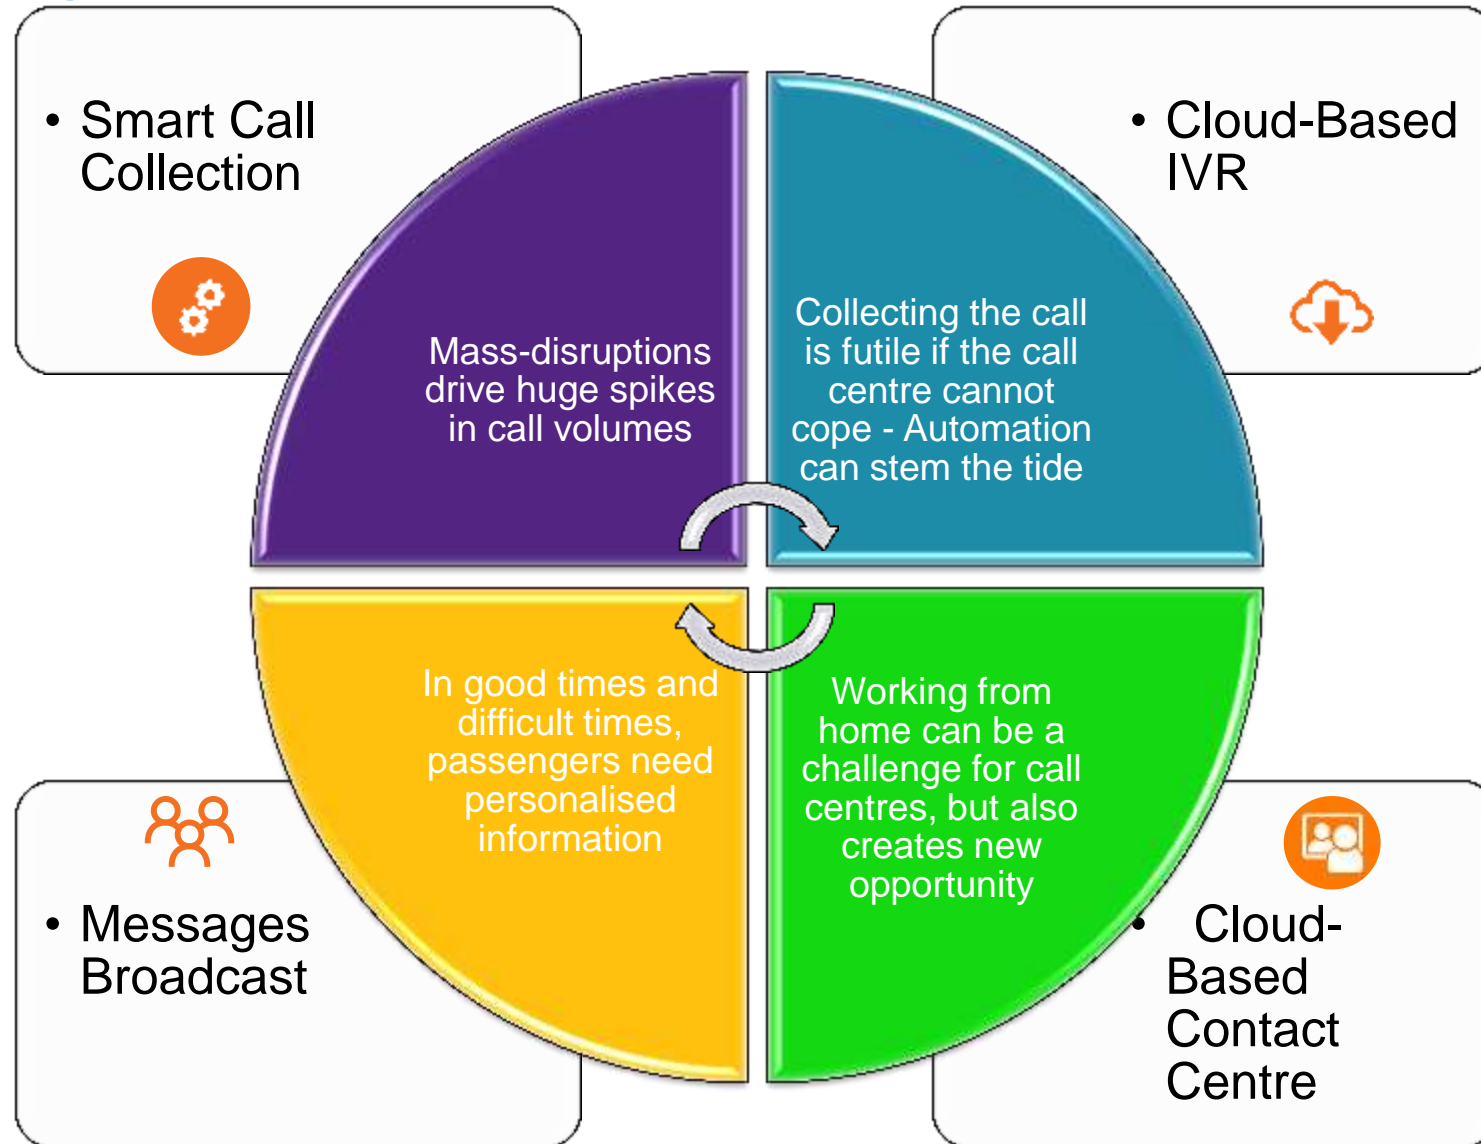 • Smart Call
Collection
• Cloud-Based
IVR
Mass-disruptions
drive huge spikes
in call volumes
Collecting the call
is futile if the call
centre cannot
cope - Automation
can stem the tide
In good times and
difficult times,
passengers need
personalised
information
Working from
home can be a
challenge for call
centres, but also
creates new
opportunity
• Messages
Broadcast
• Cloud-
Based
Contact
Centre